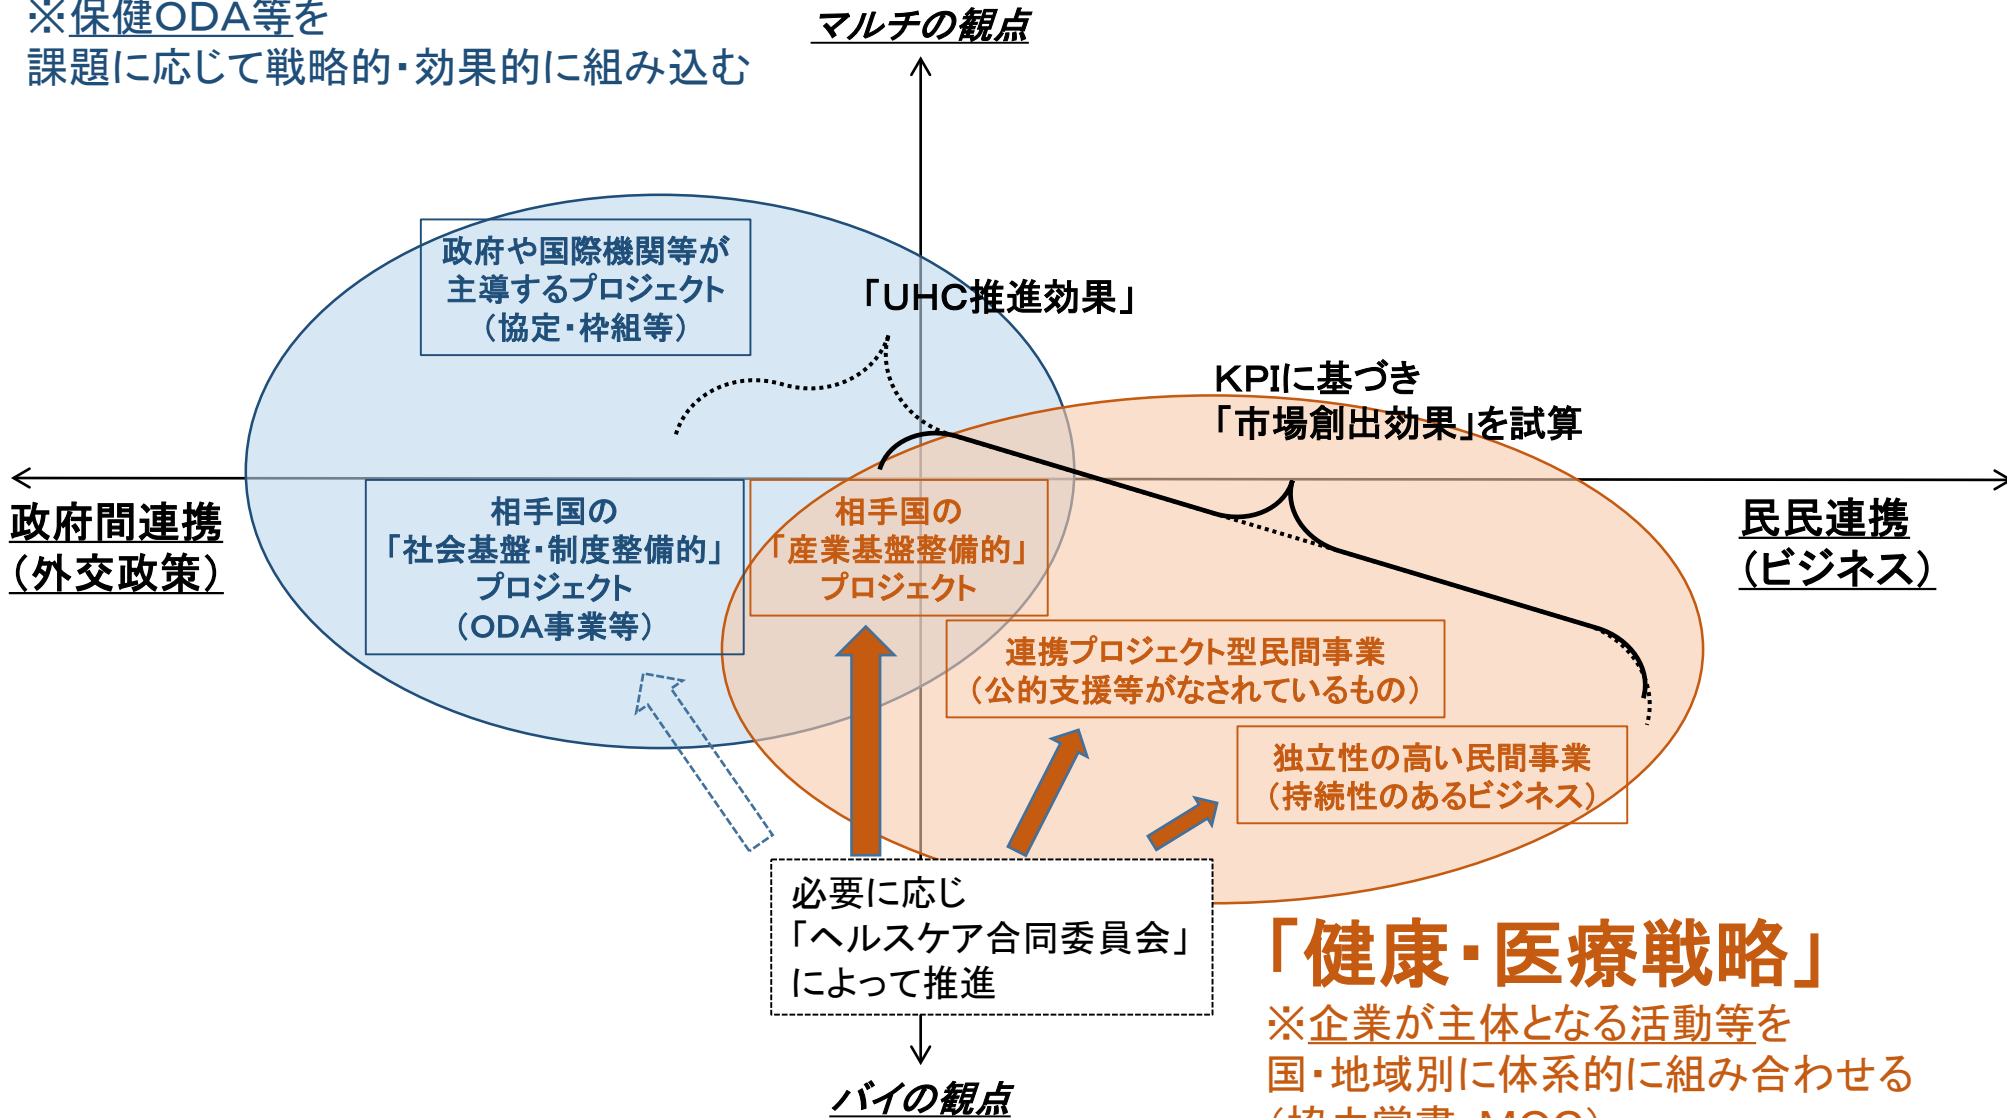 ※保健ODA等を
課題に応じて戦略的・効果的に組み込む
マルチの観点
政府や国際機関等が
主導するプロジェクト
（協定・枠組等）
「UHC推進効果」
KPIに基づき
「市場創出効果」を試算
政府間連携
（外交政策）
相手国の
「社会基盤・制度整備的」
プロジェクト
（ODA事業等）
相手国の
「産業基盤整備的」
プロジェクト
民民連携
（ビジネス）
連携プロジェクト型民間事業
（公的支援等がなされているもの）
独立性の高い民間事業
（持続性のあるビジネス）
必要に応じ
「ヘルスケア合同委員会」
によって推進
「健康・医療戦略」
※企業が主体となる活動等を
国・地域別に体系的に組み合わせる
バイの観点